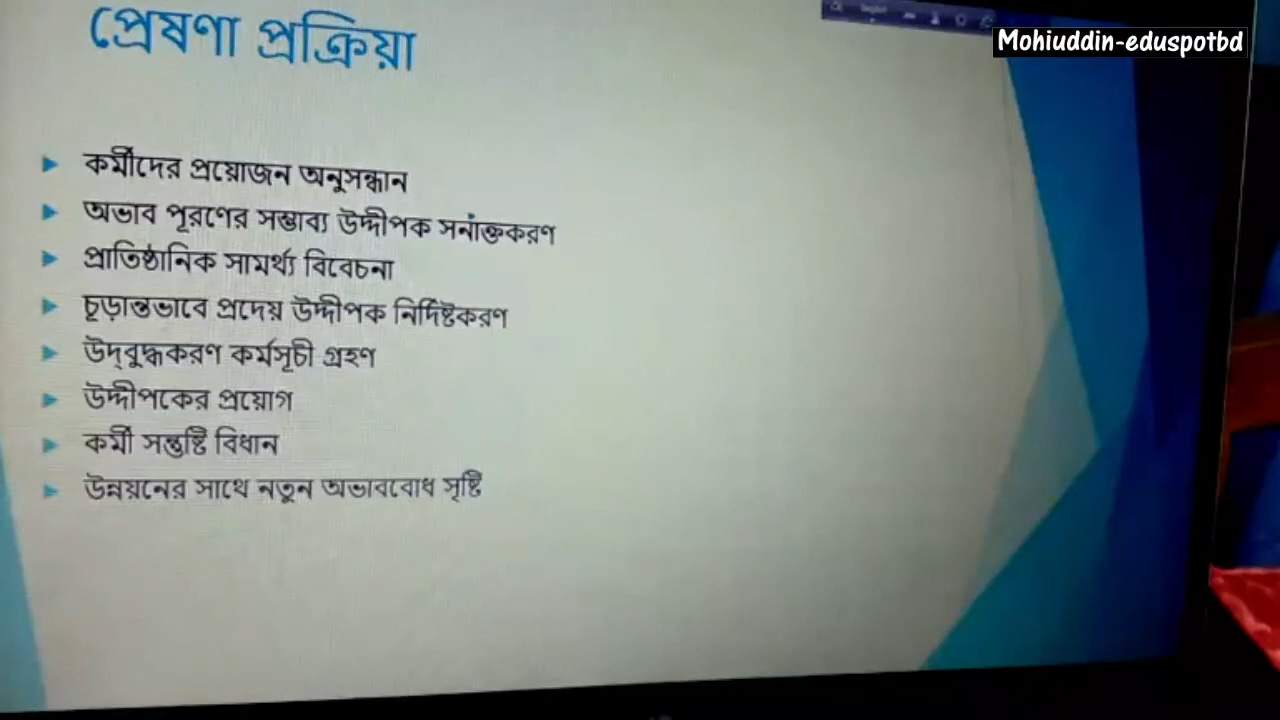 প্রেষণা প্রক্রিয়া
Mohiuddin-eduspotbd
কর্মীদের প্রয়োজন অনুসন্ধান
অভাব পূরণের সম্ভাব্য উদ্দীপক সনাক্তকরণ
প্রাতিষ্ঠানিক সামর্থ্য বিবেচনা
চূড়ান্তভাবে প্রদেয় উদ্দীপক নির্দিষ্টকরণ
উদ্‌বুদ্ধকরণ কর্মসূচী গ্রহণ
উদ্দীপকের প্রয়োগ
কর্মী সন্তুষ্টি বিধান
উন্নয়নের সাথে নতুন অভাববোধ সৃষ্টি